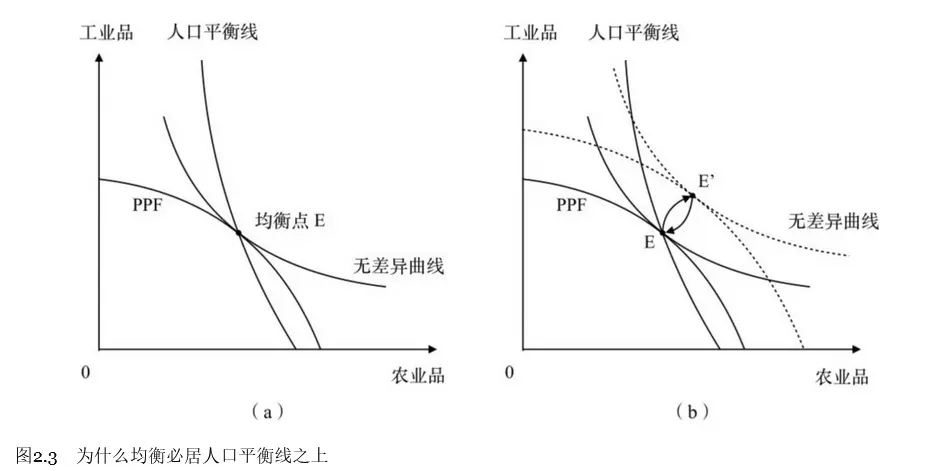 工业品 人口平衡线
PPF
均衡点 E
无差异曲线
0
农业品
（a）
工业品 人口平衡线
E’
PPF
无差异曲线
E
0
农业品
（b）
图2.3 为什么均衡必居人口平衡线之上